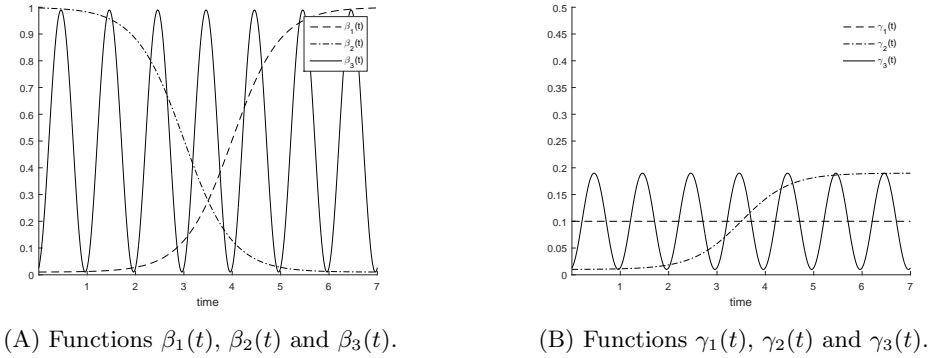 1
0.9
0.8
0.7
0.6
0.5
0.4
0.3
0.2
0.1
0
1 2 3 4 5 6 7
time
β₁(t)
β₂(t)
β₃(t)
(A) Functions β₁(t), β₂(t) and β₃(t).
0.5
0.45
0.4
0.35
0.3
0.25
0.2
0.15
0.1
0.05
0
1 2 3 4 5 6 7
time
γ₁(t)
γ₂(t)
γ₃(t)
(B) Functions γ₁(t), γ₂(t) and γ₃(t).